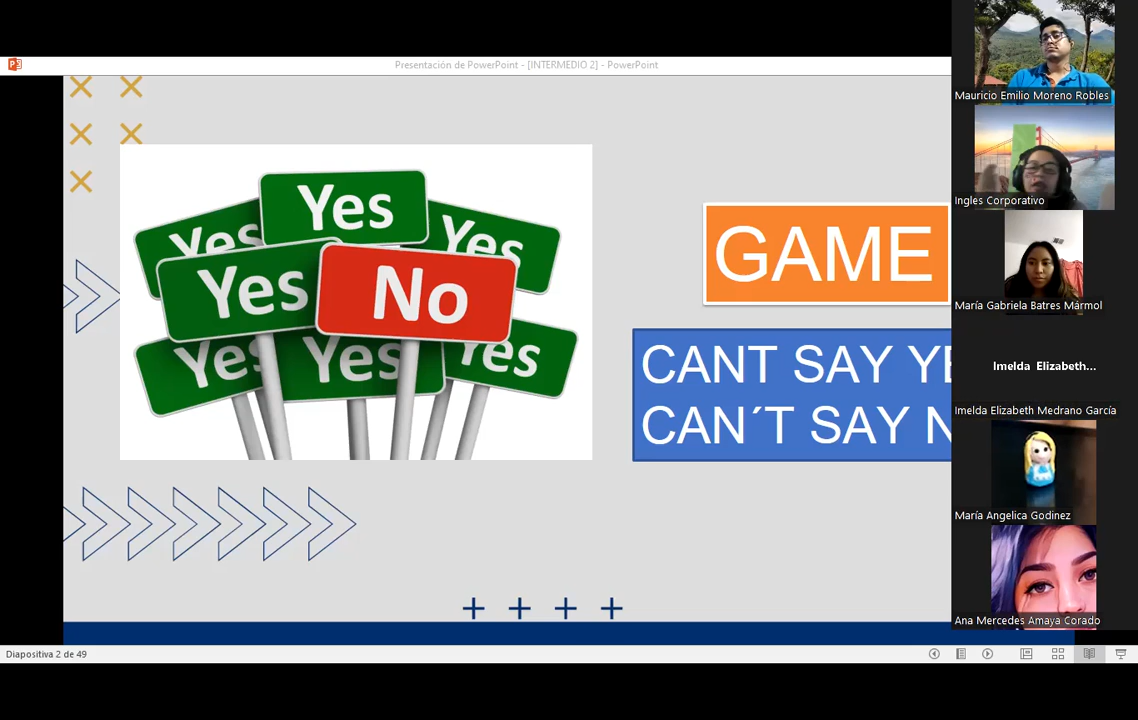 Presentación de PowerPoint - [INTERMEDIO 2] - PowerPoint
Yes
Yes
Yes
Yes
No
Yes
Yes
Yes
GAME
CANT SAY YE
CAN´T SAY N
Mauricio Emilio Moreno Robles
Ingles Corporativo
María Gabriela Batres Mármol
Imelda Elizabeth...
Imelda Elizabeth Medrano García
María Angelica Godinez
Ana Mercedes Amaya Corado
Diapositiva 2 de 49